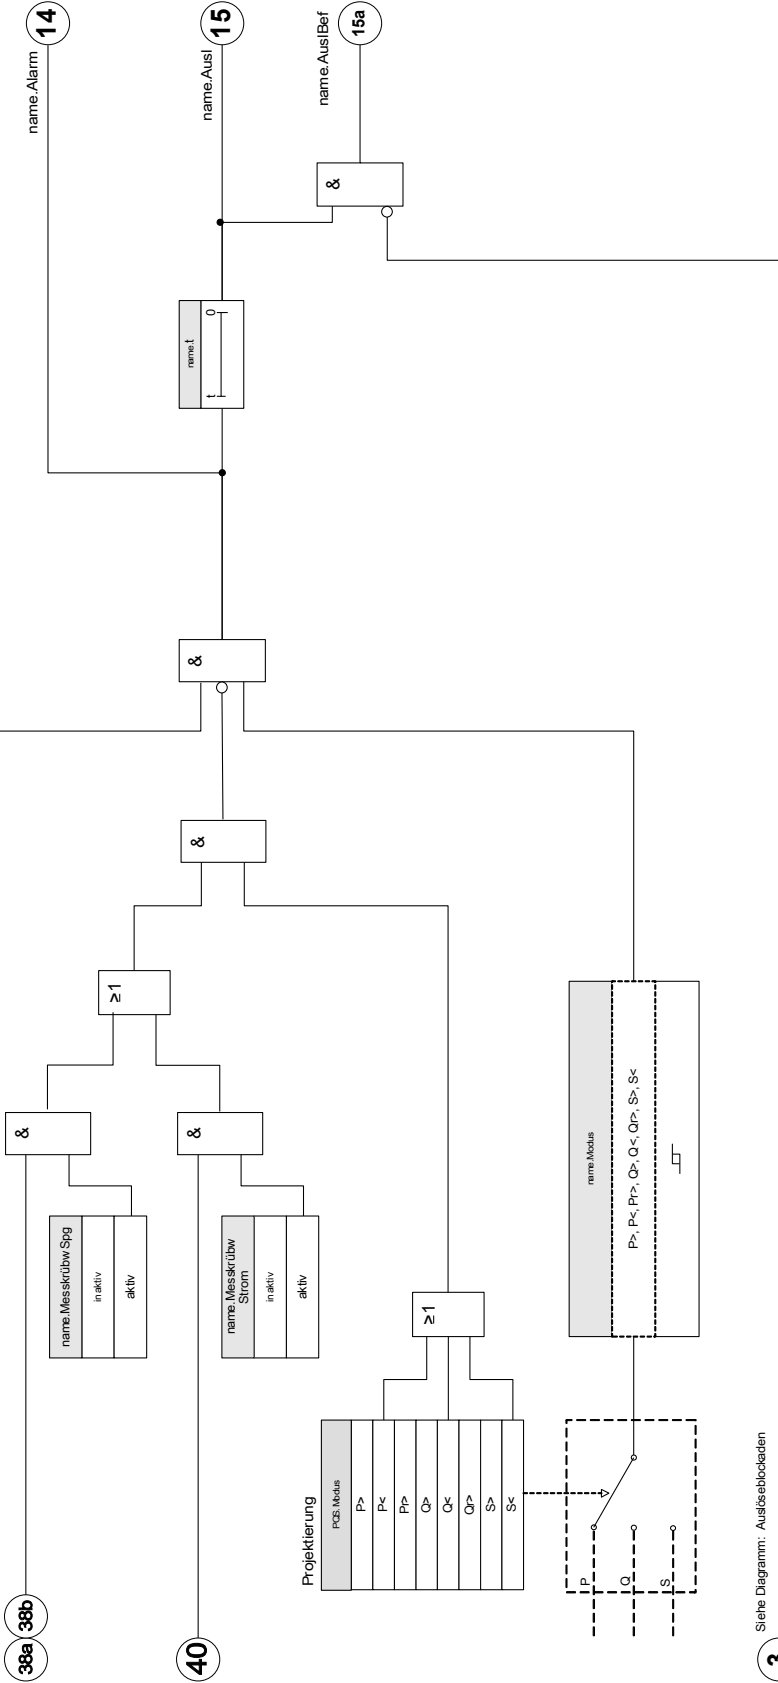 14
name.Alarm
15
name.Ausl
15a
name.AuslBef
&
name.t
t 0
&
&
≥1
&
&
name.Messkrübw Spg
inaktiv
aktiv
name.Messkrübw
Strom
inaktiv
aktiv
≥1
name.Modus
P>, P<, Pr>, Q>, Q<, Qr>, S>, S<
Projektierung
PQS.Modus
P>
P<
Pr>
Q>
Q<
Qr>
S>
S<
P
Q
S
38a 38b
40
3
Siehe Diagramm: Auslöseblockaden